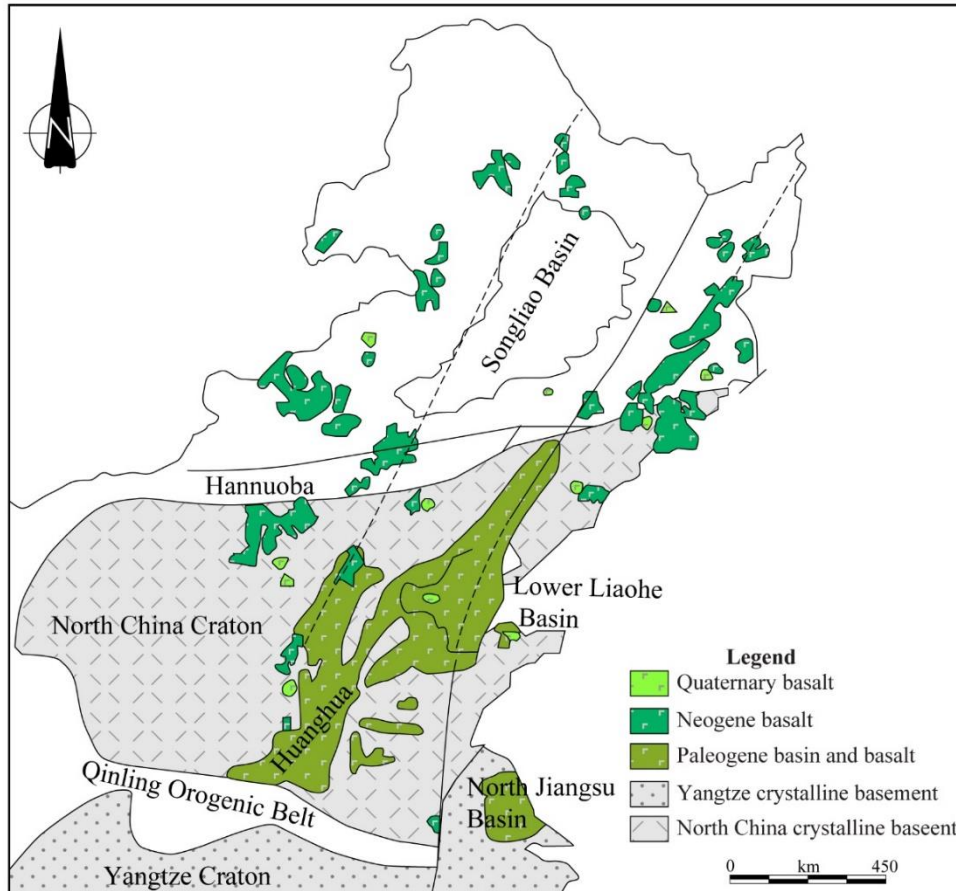 N
Songliao Basin
Hannuoba
Lower Liaohe
Basin
North China Craton
Huanghua
Legend
Quaternary basalt
Neogene basalt
Paleogene basin and basalt
Yangtze crystalline basement
North China crystalline baseent
Qinling Orogenic Belt
North Jiangsu
Basin
Yangtze Craton
0 km 450